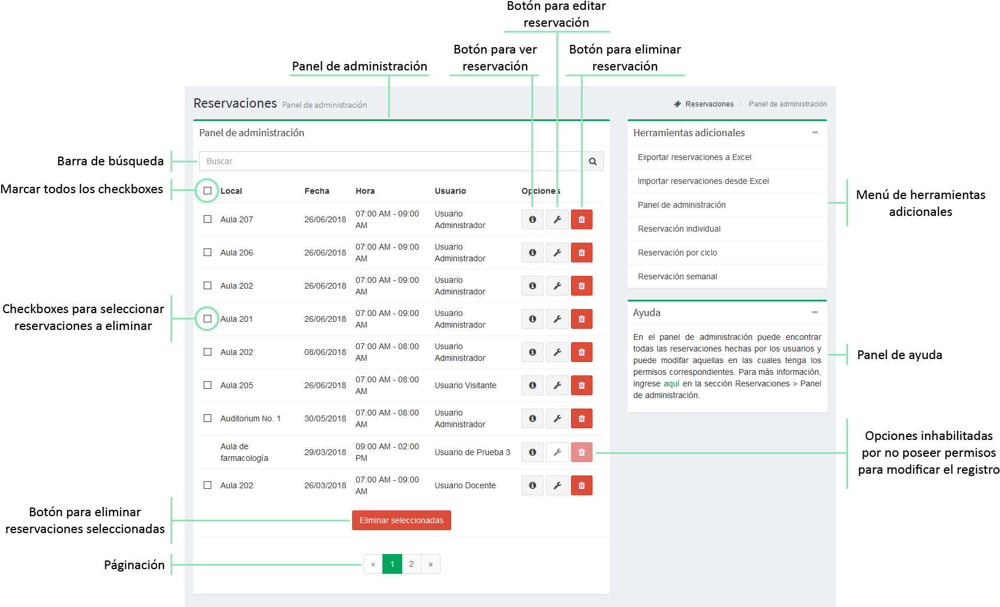 Botón para editar
reservación
Botón para ver
reservación
Botón para eliminar
reservación
Panel de administración
Reservaciones Panel de administración
Reservaciones > Panel de administración
Panel de administración
Barra de búsqueda
Buscar
Marcar todos los checkboxes
Local Fecha Hora Usuario Opciones
Aula 207 26/06/2018 07:00 AM - 09:00
AM Usuario
Administrador
Aula 206 26/06/2018 07:00 AM - 09:00
AM Usuario
Administrador
Aula 202 26/06/2018 07:00 AM - 09:00
AM Usuario
Administrador
Checkboxes para seleccionar
reservaciones a eliminar
Aula 201 26/06/2018 07:00 AM - 09:00
AM Usuario
Administrador
Aula 202 08/06/2018 07:00 AM - 08:00
AM Usuario
Administrador
Aula 205 26/06/2018 07:00 AM - 08:00
AM Usuario Visitante
Auditorium No. 1 30/05/2018 07:00 AM - 08:00
AM Usuario
Administrador
Aula de
farmacología 29/03/2018 09:00 AM - 02:00
PM Usuario de Prueba 3
Aula 202 26/03/2018 07:00 AM - 09:00
AM Usuario Docente
Botón para eliminar
reservaciones seleccionadas
Eliminar seleccionadas
Páginación
« 1 2 »
Herramientas adicionales
Exportar reservaciones a Excel
Importar reservaciones desde Excel
Panel de administración
Reservación individual
Reservación por ciclo
Reservación semanal
Menú de herramientas
adicionales
Ayuda
En el panel de administración puede encontrar
todas las reservaciones hechas por los usuarios y
puede modifar aquellas en las cuales tenga los
permisos correspondientes. Para más información,
ingrese aquí en la sección Reservaciones > Panel
de administración.
Panel de ayuda
Opciones inhabilitadas
por no poseer permisos
para modificar el registro